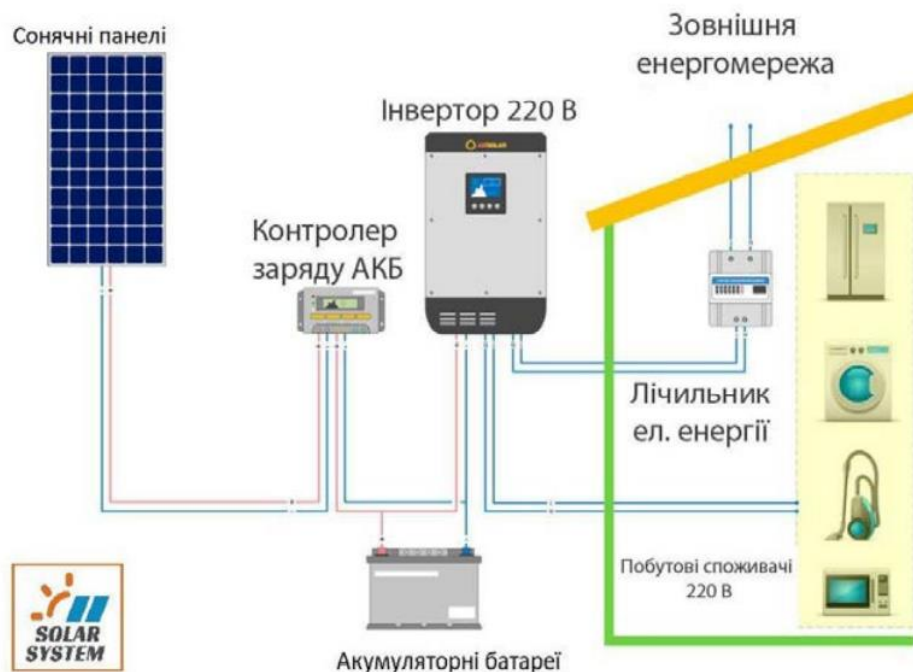 Сонячні панелі
Зовнішня
енергомережа
Інвертор 220 В
Контролер
заряду АКБ
Лічильник
ел. енергії
Побутові споживачі
220 В
Акумуляторні батареї
SOLAR
SYSTEM